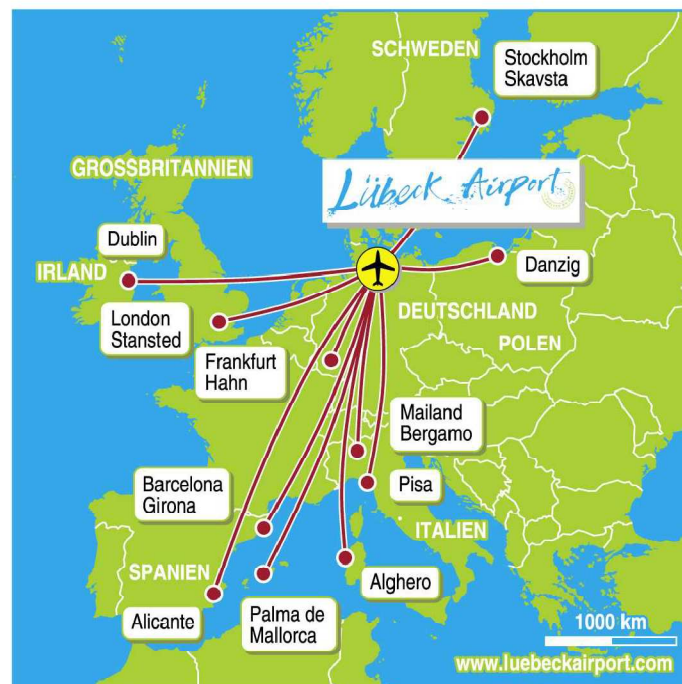 SCHWEDEN
Stockholm
Skavsta
GROSSBRITANNIEN
Lübeck Airport
Dublin
IRLAND
Danzig
London
Stansted
DEUTSCHLAND
POLEN
Frankfurt
Hahn
Mailand
Bergamo
Barcelona
Girona
Pisa
ITALIEN
SPANIEN
Alghero
Alicante
Palma de
Mallorca
1000 km
www.luebeckairport.com